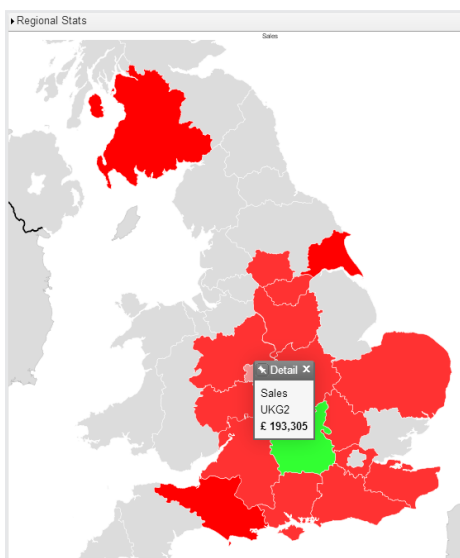 Regional Stats
Sales
Detail
Sales
UKG2
£ 193,305